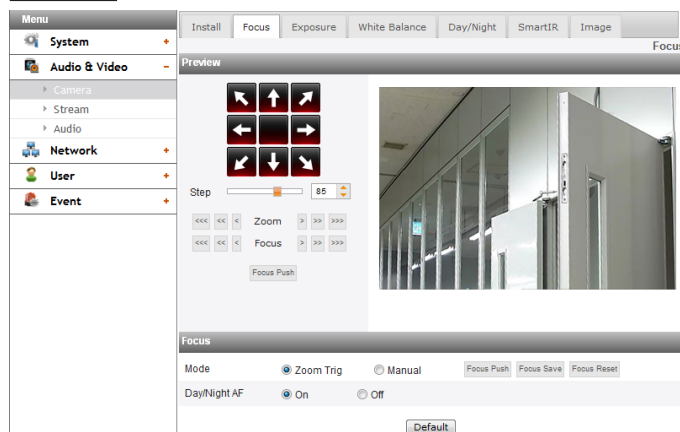 Menu
System +
Audio & Video -
Camera
Stream
Audio
Network +
User +
Event +
Install Focus Exposure White Balance Day/Night SmartIR Image
Focus
Preview
Step 85
<<< << < Zoom > >> >>>
<<< << < Focus > >> >>>
Focus Push
Focus
Mode Zoom Trig Manual Focus Push Focus Save Focus Reset
Day/Night AF On Off
Default